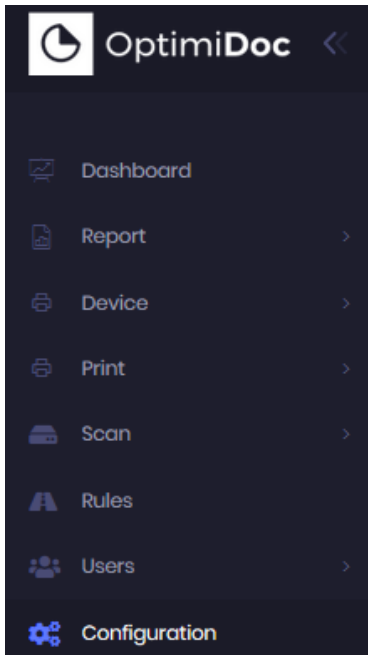 OptimiDoc
Dashboard
Report
Device
Print
Scan
Rules
Users
Configuration